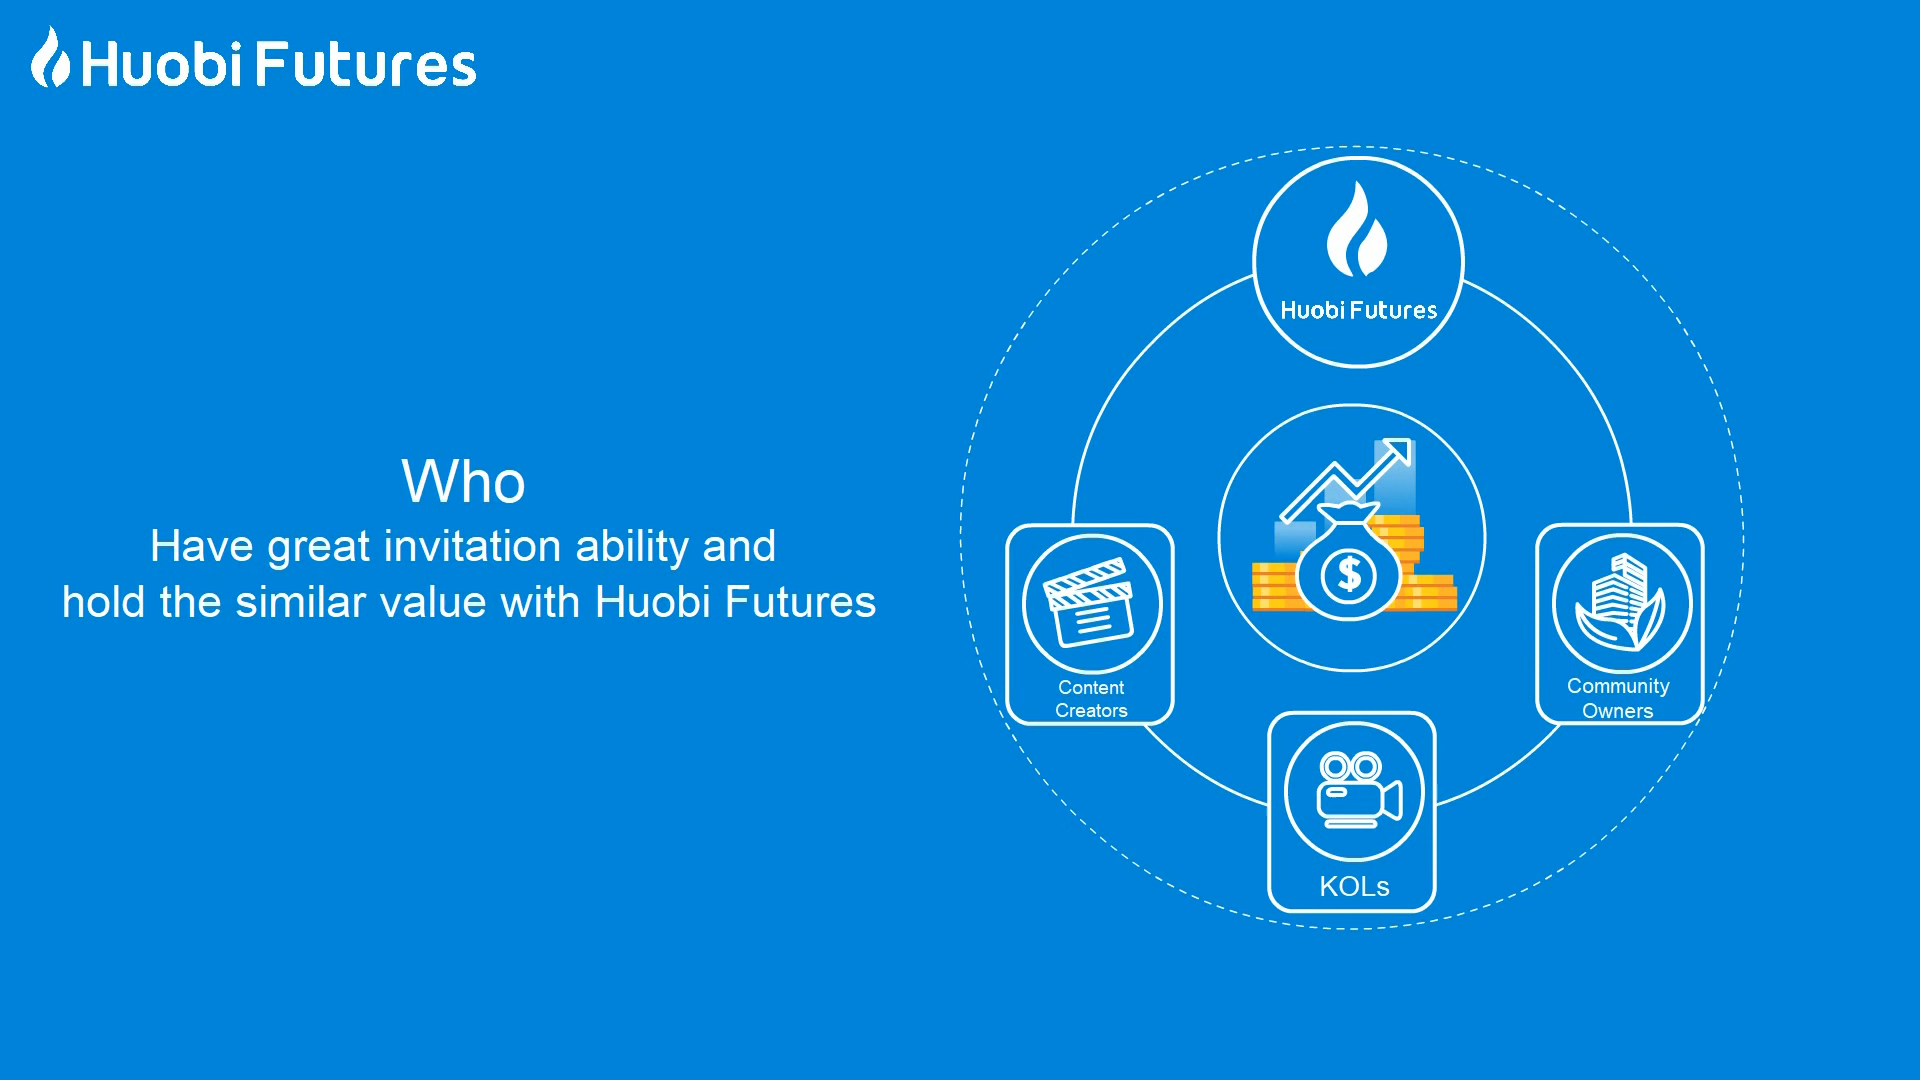 Huobi Futures
Who
Have great invitation ability and
hold the similar value with Huobi Futures
Huobi Futures
$
Content
Creators
Community
Owners
KOLs